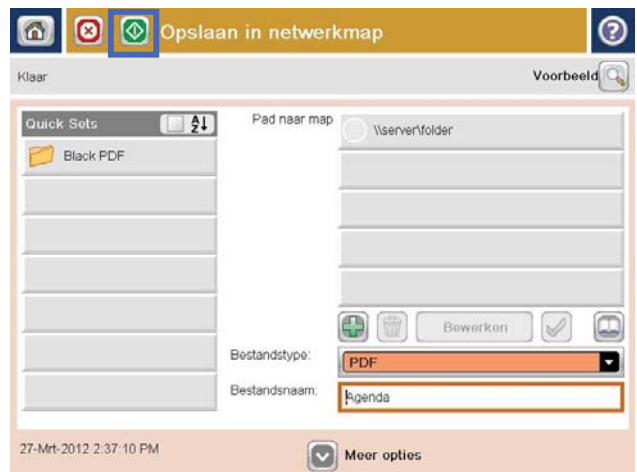 Opslaan in netwerkmap
Klaar
Voorbeeld
Quick Sets
AZ
Pad naar map
\\server\folder
Black PDF
Bewerken
Bestandstype:
PDF
Bestandsnaam:
Agenda
27-Mrt-2012 2:37:10 PM
Meer opties